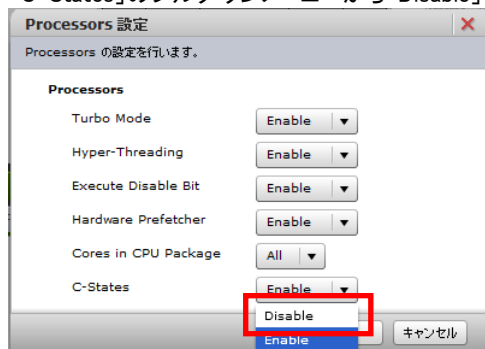 Processors 設定
Processors の設定を行います。
Processors
Turbo Mode Enable
Hyper-Threading Enable
Execute Disable Bit Enable
Hardware Prefetcher Enable
Cores in CPU Package All
C-States Enable
Disable
Enable
キャンセル